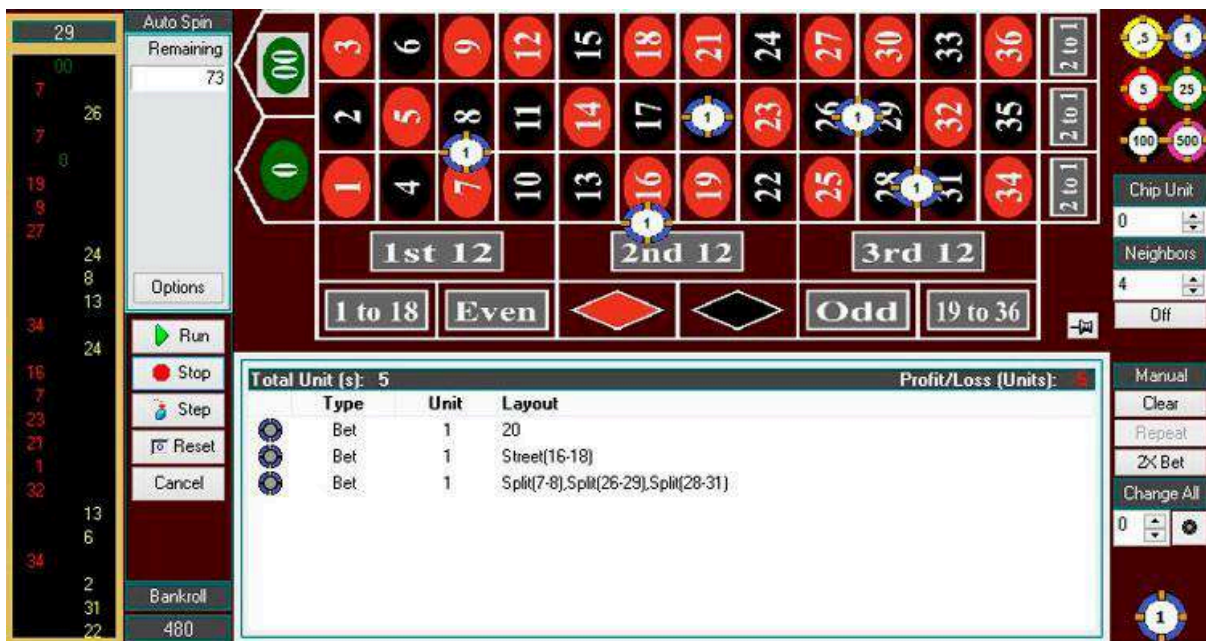 29
00
7
26
7
0
19
9
27
24
8
13
34
24
16
7
23
21
1
32
13
6
34
2
31
22
Auto Spin
Remaining
73
Options
Run
Stop
Step
Reset
Cancel
Bankroll
480
00 3 6 9 12 15 18 21 24 27 30 33 36 2 to 1
2 5 8 11 14 17 1 23 26 1 29 32 35 2 to 1
0 1
1 4 7 10 13 16 19 22 25 28 1 31 34 2 to 1
1
1st 12 2nd 12 3rd 12
1 to 18 Even Odd 19 to 36
Total Unit (s): 5 Profit/Loss (Units):
Type Unit Layout
Bet 1 20
Bet 1 Street(16-18)
Bet 1 Split(7-8),Split(26-29),Split(28-31)
.5 1
5 25
100 500
Chip Unit
0
Neighbors
4
Off
Manual
Clear
Repeat
2X Bet
Change All
0
1